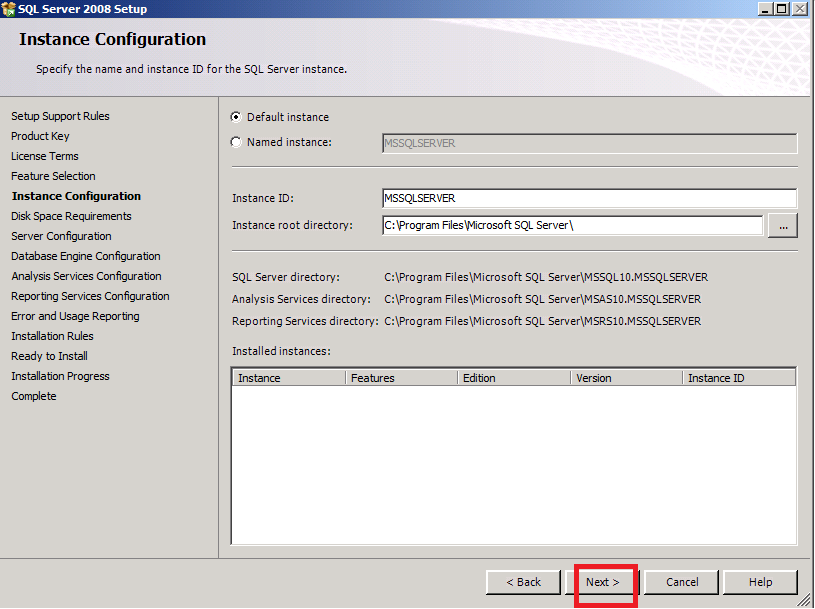 SQL Server 2008 Setup
Instance Configuration
Specify the name and instance ID for the SQL Server instance.
Setup Support Rules
Product Key
License Terms
Feature Selection
Instance Configuration
Disk Space Requirements
Server Configuration
Database Engine Configuration
Analysis Services Configuration
Reporting Services Configuration
Error and Usage Reporting
Installation Rules
Ready to Install
Installation Progress
Complete
Default instance
Named instance: MSSQLSERVER
Instance ID: MSSQLSERVER
Instance root directory: C:\Program Files\Microsoft SQL Server\ ...
SQL Server directory: C:\Program Files\Microsoft SQL Server\MSSQL10.MSSQLSERVER
Analysis Services directory: C:\Program Files\Microsoft SQL Server\MSAS10.MSSQLSERVER
Reporting Services directory: C:\Program Files\Microsoft SQL Server\MSRS10.MSSQLSERVER
Installed instances:
Instance Features Edition Version Instance ID
< Back Next > Cancel Help